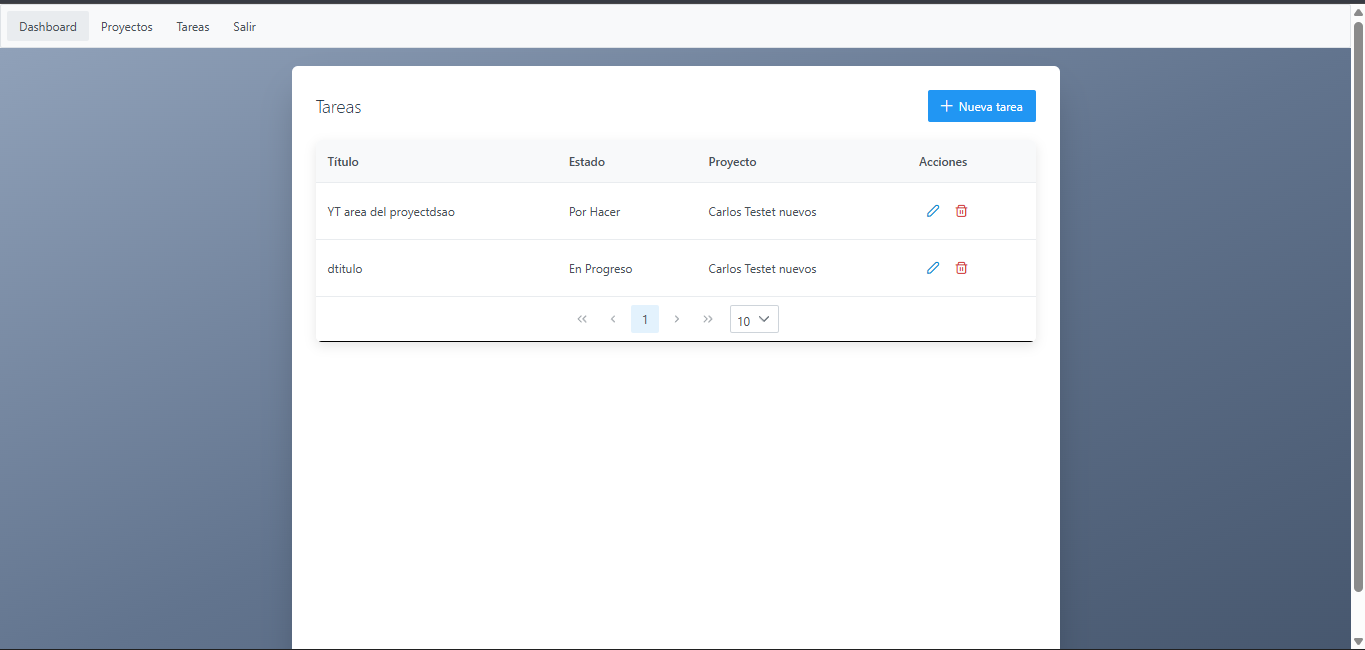 Dashboard Proyectos Tareas Salir
Tareas
Nueva tarea
Título Estado Proyecto Acciones
YT area del proyectdsao Por Hacer Carlos Testet nuevos
dtitulo En Progreso Carlos Testet nuevos
1 10